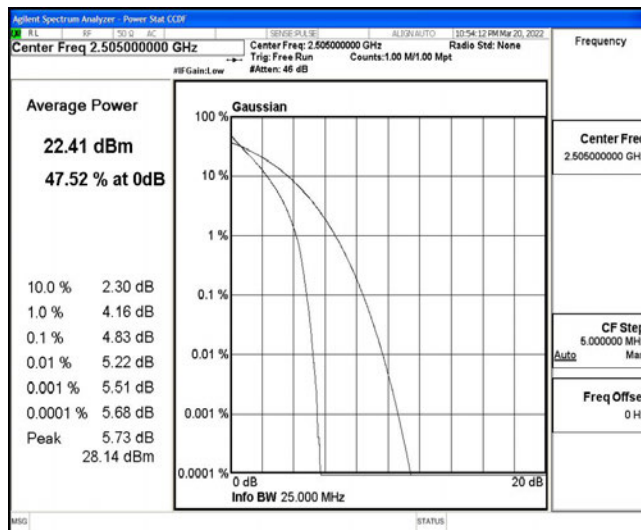 Agilent Spectrum Analyzer - Power Stat CCDF
RL RF 50 Ω AC SENSE:PULSE ALIGNAUTO 10:54:12 PM Mar 20, 2022
Center Freq 2.505000000 GHz
Center Freq: 2.505000000 GHz Radio Std: None
Trig: Free Run Counts:1.00 M/1.00 Mpt
#IFGain:Low #Atten: 46 dB
Frequency
Average Power
22.41 dBm
47.52 % at 0dB
10.0 % 2.30 dB
1.0 % 4.16 dB
0.1 % 4.83 dB
0.01 % 5.22 dB
0.001 % 5.51 dB
0.0001 % 5.68 dB
Peak 5.73 dB
28.14 dBm
Gaussian
100 %
10 %
1 %
0.1 %
0.01 %
0.001 %
0.0001 %
0 dB 20 dB
Info BW 25.000 MHz
Center Freq
2.505000000 GH
CF Step
5.000000 MH
Auto Ma
Freq Offse
0 H
MSG STATUS